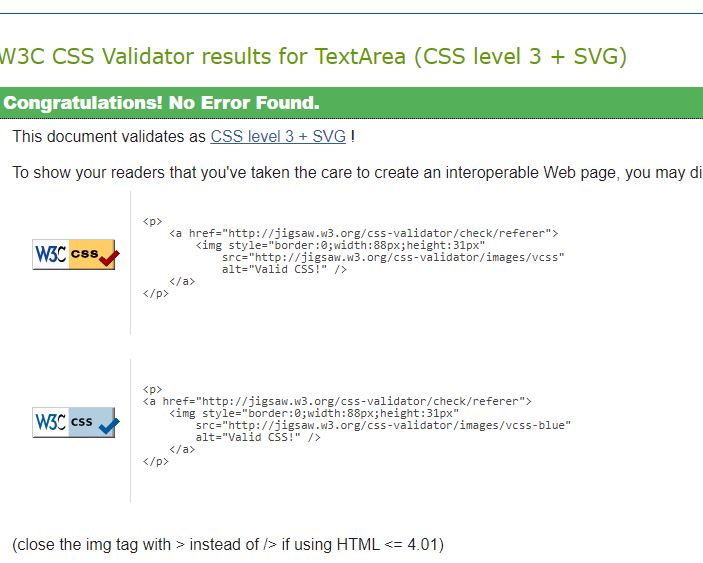 W3C CSS Validator results for TextArea (CSS level 3 + SVG)
Congratulations! No Error Found.
This document validates as CSS level 3 + SVG !
To show your readers that you've taken the care to create an interoperable Web page, you may di
W3C css
<p>
<a href="http://jigsaw.w3.org/css-validator/check/referer">
<img style="border:0;width:88px;height:31px"
src="http://jigsaw.w3.org/css-validator/images/vcss"
alt="Valid CSS!" />
</a>
</p>
W3C css
<p>
<a href="http://jigsaw.w3.org/css-validator/check/referer">
<img style="border:0;width:88px;height:31px"
src="http://jigsaw.w3.org/css-validator/images/vcss-blue"
alt="Valid CSS!" />
</a>
</p>
(close the img tag with > instead of /> if using HTML <= 4.01)